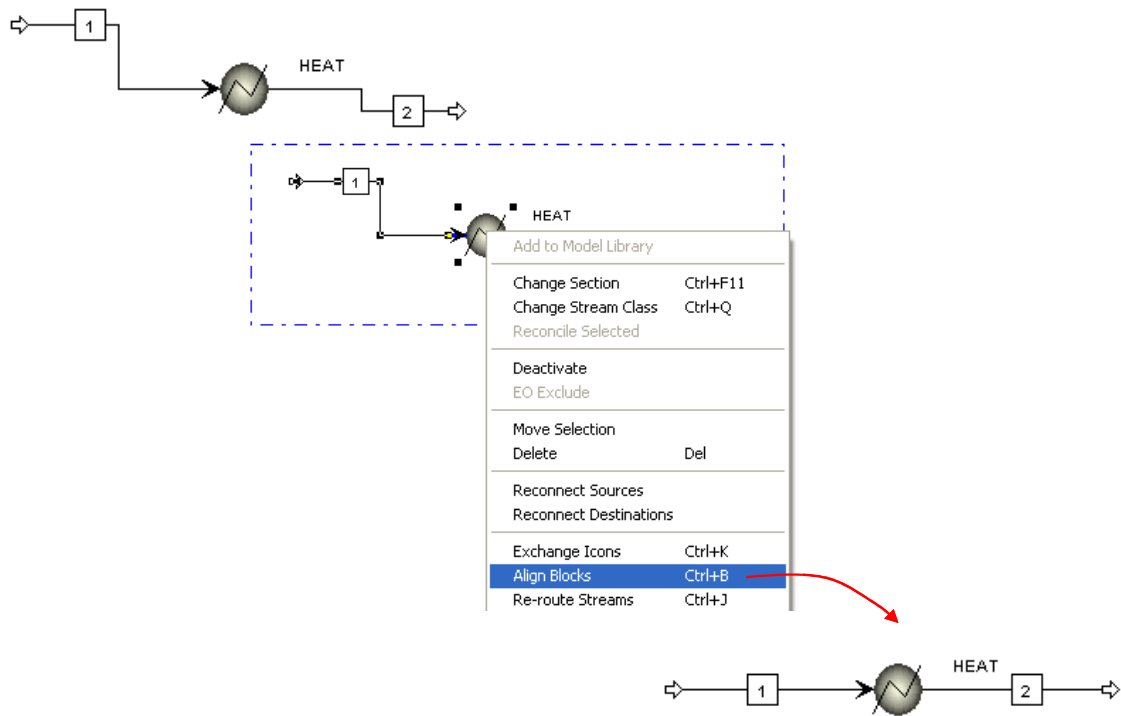 1
HEAT
2
1
HEAT
Add to Model Library
Change Section Ctrl+F11
Change Stream Class Ctrl+Q
Reconcile Selected
Deactivate
EO Exclude
Move Selection
Delete Del
Reconnect Sources
Reconnect Destinations
Exchange Icons Ctrl+K
Align Blocks Ctrl+B
Re-route Streams Ctrl+J
HEAT
1
2